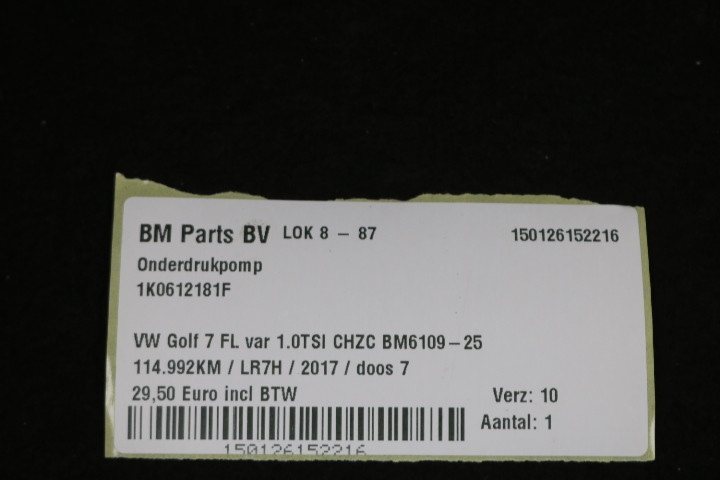 BM Parts BV LOK 8 - 87 150126152216
Onderdrukpomp
1K0612181F
VW Golf 7 FL var 1.0TSI CHZC BM6109-25
114.992KM / LR7H / 2017 / doos 7
29,50 Euro incl BTW Verz: 10
Aantal: 1
150126152216